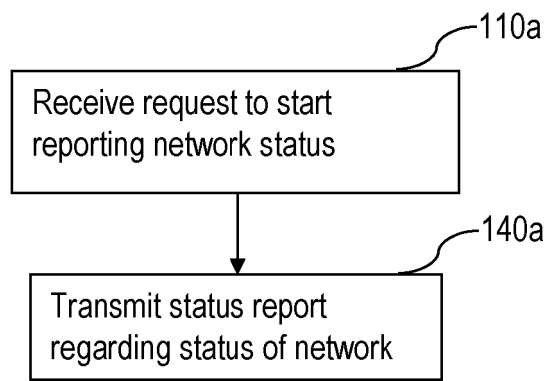 110a
Receive request to start
reporting network status
140a
Transmit status report
regarding status of network